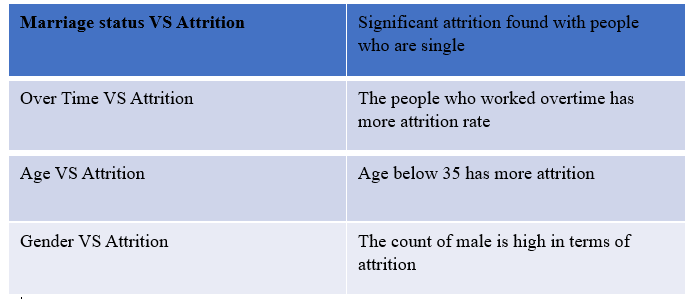 Marriage status VS Attrition
Significant attrition found with people
who are single
Over Time VS Attrition
The people who worked overtime has
more attrition rate
Age VS Attrition
Age below 35 has more attrition
Gender VS Attrition
The count of male is high in terms of
attrition